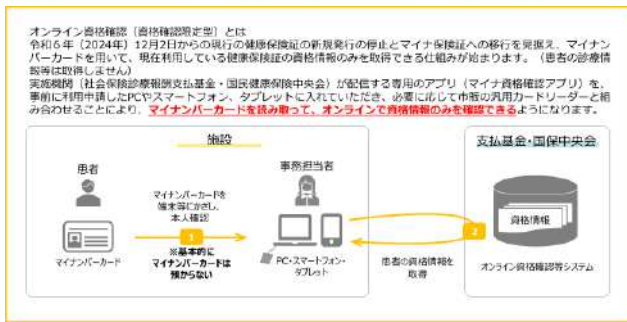 オンライン資格確認（資格確認限定型）とは
令和6年（2024年）12月2日からの現行の健康保険証の新規発行の停止とマイナ保険証への移行を見据え、マイナン
バーカードを用いて、現在利用している健康保険証の資格情報のみを取得できる仕組みが始まります。（患者の診療情
報等は取得しません）
実施機関（社会保険診療報酬支払基金・国民健康保険中央会）が配信する専用のアプリ（マイナ資格確認アプリ）を、
事前に利用申請したPCやスマートフォン、タブレットに入れていただき、必要に応じて市販の汎用カードリーダーと組
み合わせることにより、マイナンバーカードを読み取って、オンラインで資格情報のみを確認できるようになります。
施設
支払基金・国保中央会
患者
事務担当者
マイナンバーカードを
端末等にかざし、
本人確認
1
※基本的に
マイナンバーカードは
預からない
マイナンバーカード
PC・スマートフォン・
タブレット
2
患者の資格情報を
取得
資格情報
オンライン資格確認等システム